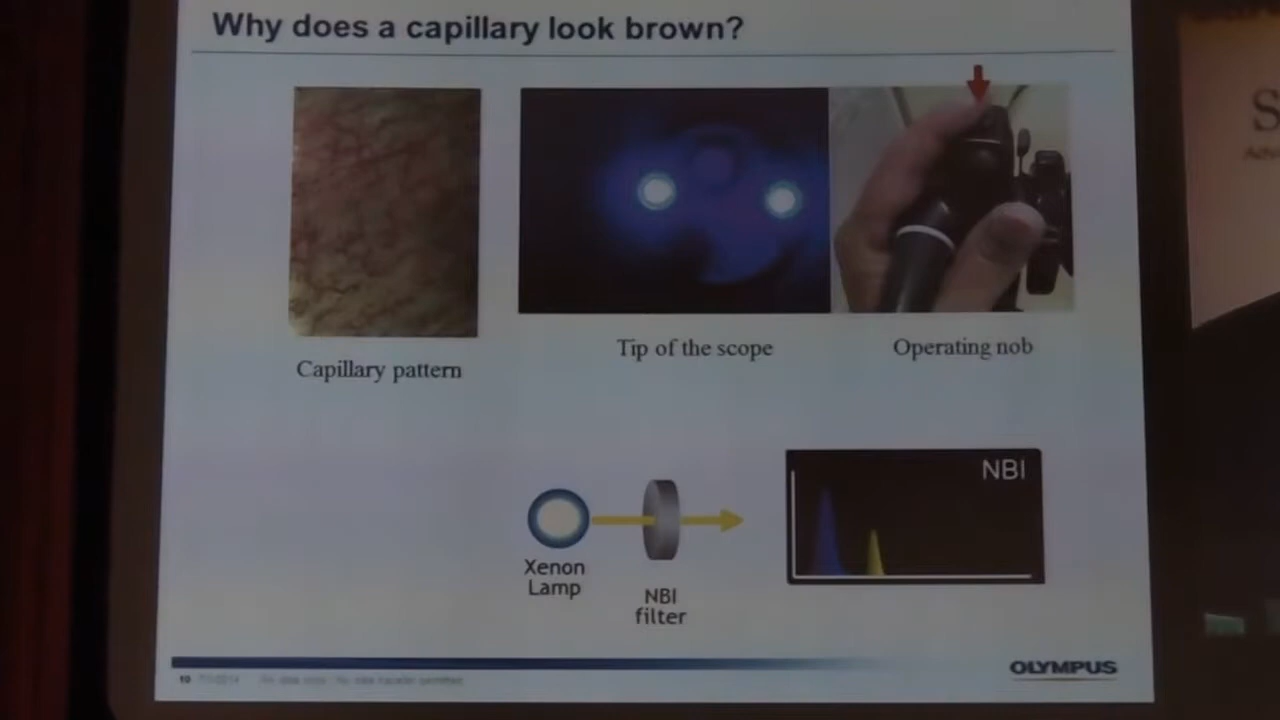 Why does a capillary look brown?
Capillary pattern
Tip of the scope
Operating nob
NBI
Xenon
Lamp
NBI
filter
10
OLYMPUS
S